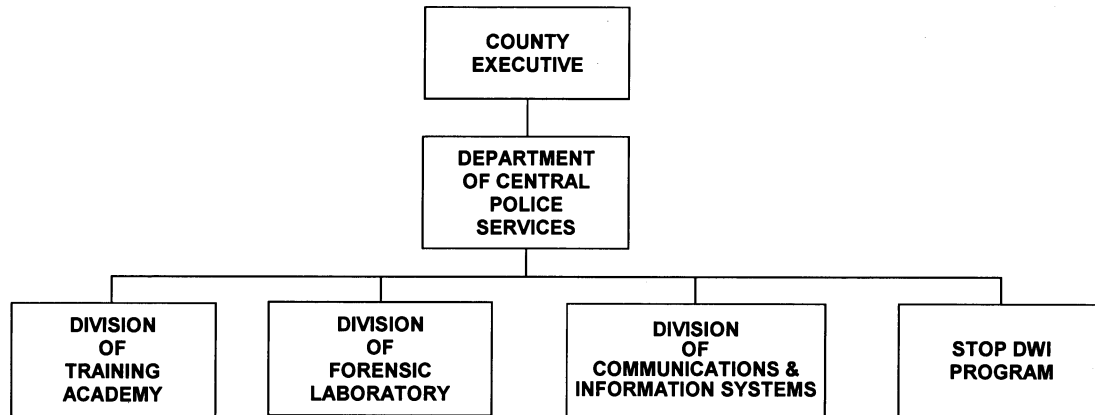 COUNTY
EXECUTIVE
DEPARTMENT
OF CENTRAL
POLICE
SERVICES
DIVISION
OF
TRAINING
ACADEMY
DIVISION
OF
FORENSIC
LABORATORY
DIVISION
OF
COMMUNICATIONS &
INFORMATION SYSTEMS
STOP DWI
PROGRAM